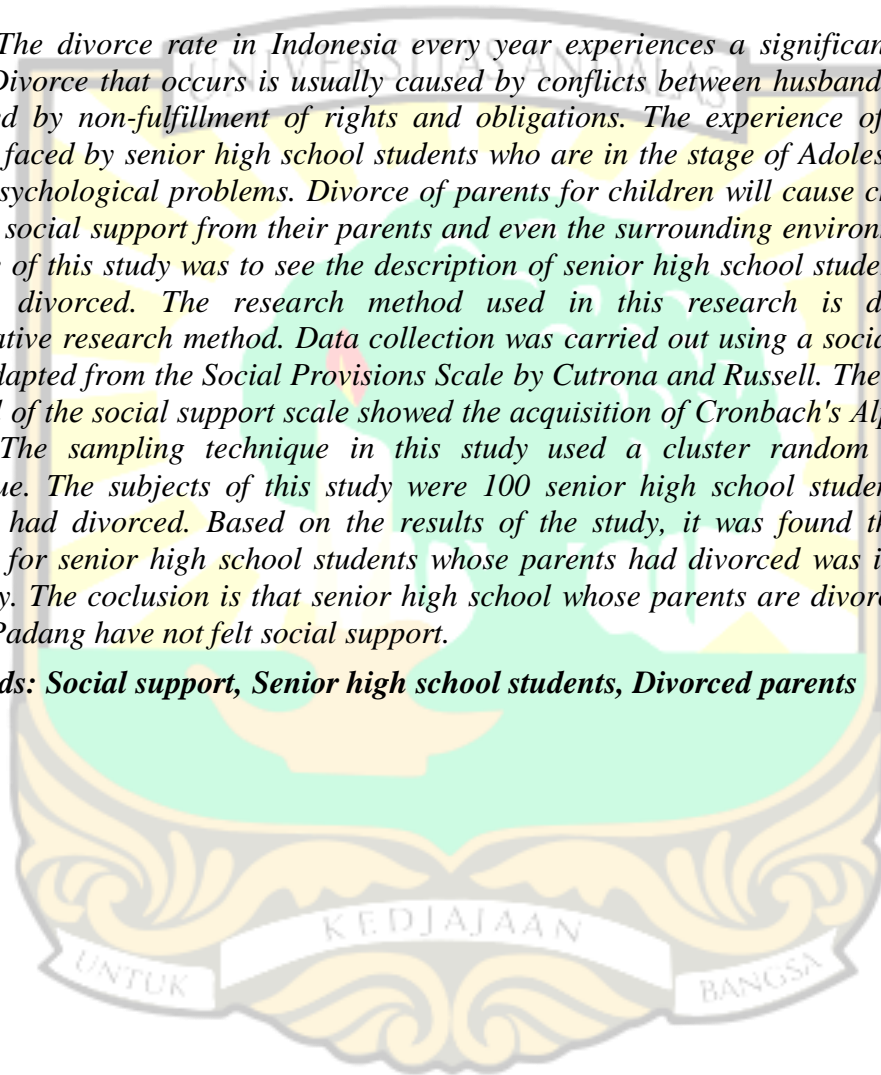 The divorce rate in Indonesia every year experiences a significan
Divorce that occurs is usually caused by conflicts between husband
ed by non-fulfillment of rights and obligations. The experience of
faced by senior high school students who are in the stage of Adoles
sychological problems. Divorce of parents for children will cause c
social support from their parents and even the surrounding environ
e of this study was to see the description of senior high school stude
divorced. The research method used in this research is d
ative research method. Data collection was carried out using a socia
dapted from the Social Provisions Scale by Cutrona and Russell. The
l of the social support scale showed the acquisition of Cronbach's Alp
The sampling technique in this study used a cluster random
ue. The subjects of this study were 100 senior high school studen
had divorced. Based on the results of the study, it was found th
for senior high school students whose parents had divorced was i
y. The coclusion is that senior high school whose parents are divor
Padang have not felt social support.
ds: Social support, Senior high school students, Divorced parents
UNIVERSITAS ANDALAS
KEDJAJAAN
UNTUK
BANGSA